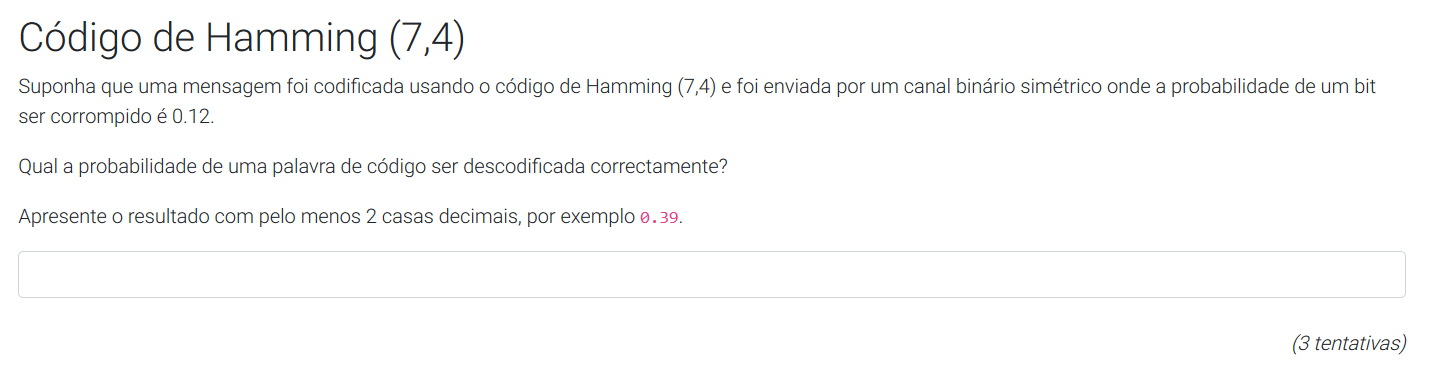 Código de Hamming (7,4)
Suponha que uma mensagem foi codificada usando o código de Hamming (7,4) e foi enviada por um canal binário simétrico onde a probabilidade de um bit
ser corrompido é 0.12.
Qual a probabilidade de uma palavra de código ser descodificada correctamente?
Apresente o resultado com pelo menos 2 casas decimais, por exemplo 0.39.
(3 tentativas)